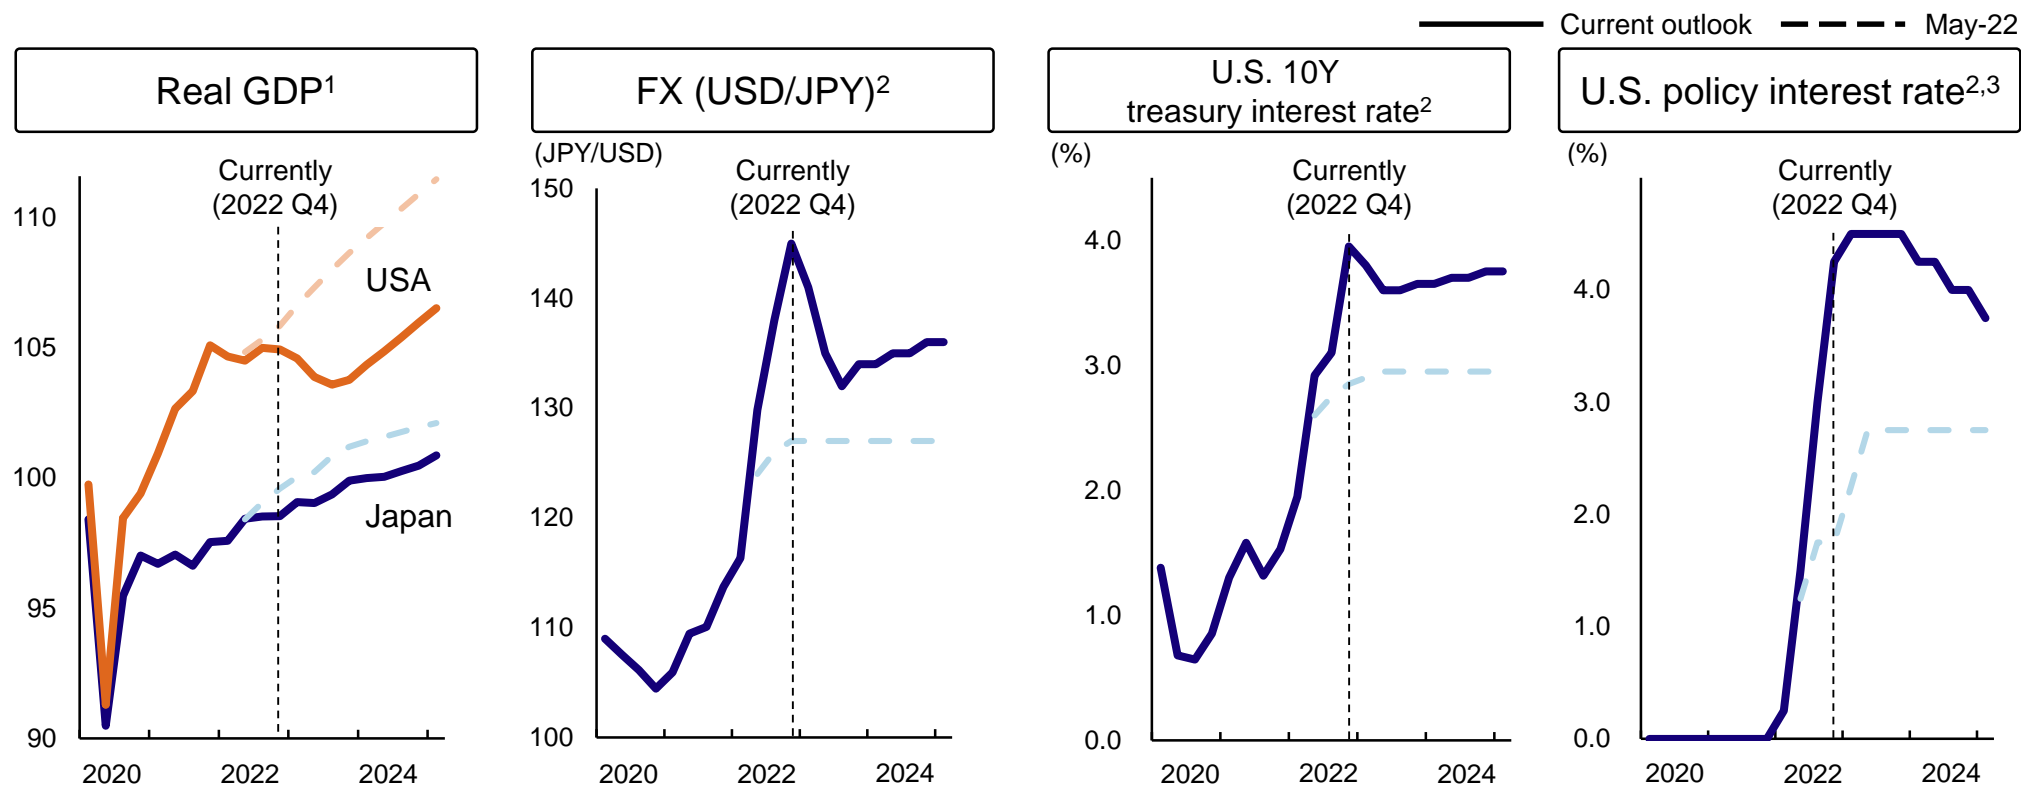 Current outlook
May-22
Real GDP¹
FX (USD/JPY)²
U.S. 10Y
treasury interest rate²
U.S. policy interest rate²,³
Currently
(2022 Q4)
110
105
100
95
90
USA
Japan
2020
2022
2024
(JPY/USD)
Currently
(2022 Q4)
150
140
130
120
110
100
2020
2022
2024
(%)
Currently
(2022 Q4)
4.0
3.0
2.0
1.0
0.0
2020
2022
2024
(%)
Currently
(2022 Q4)
4.0
3.0
2.0
1.0
0.0
2020
2022
2024